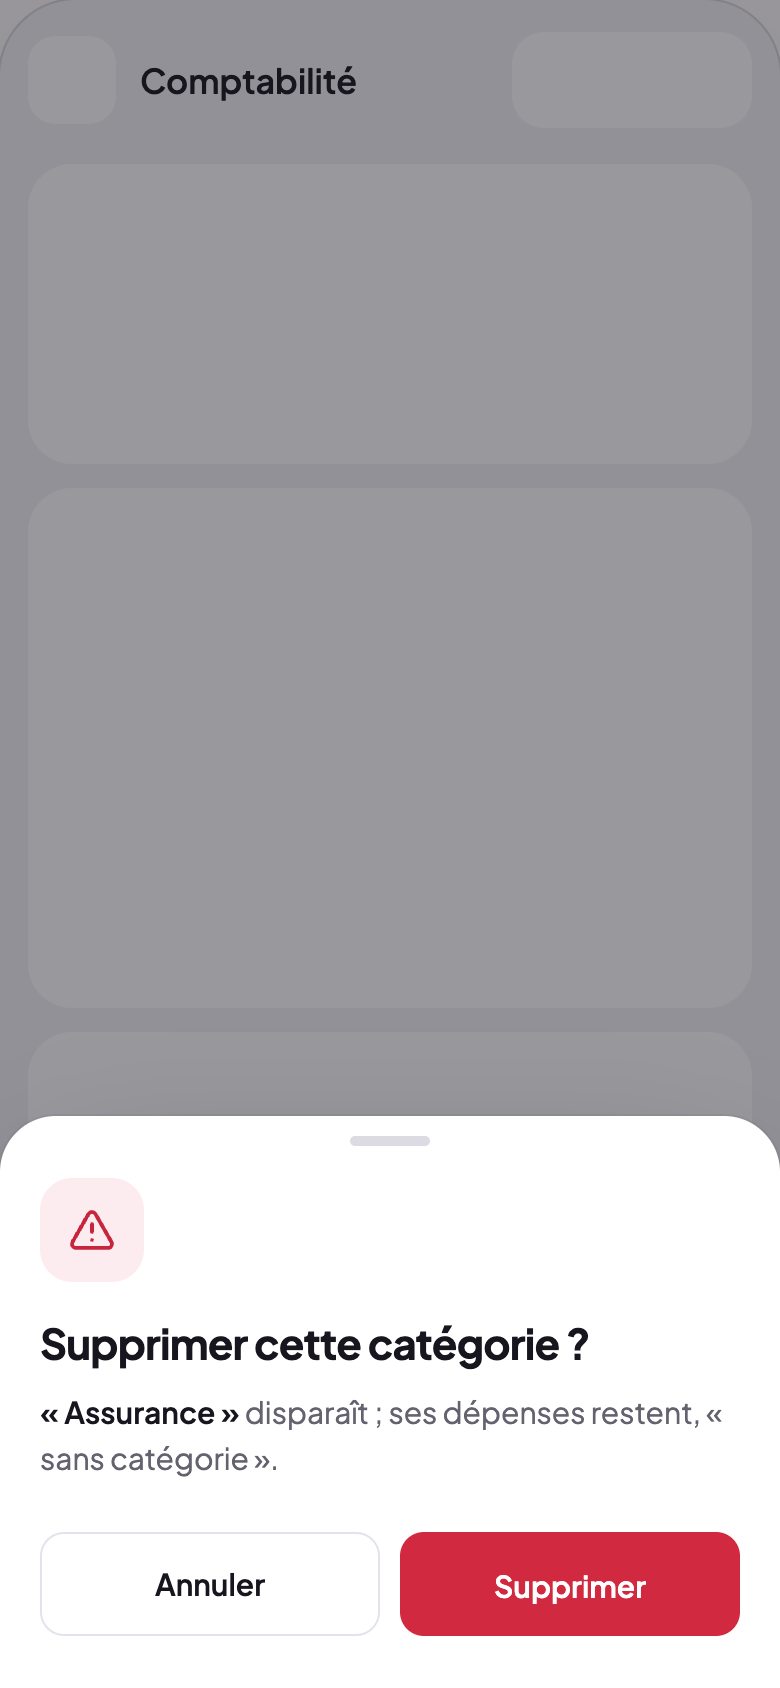 Comptabilité
Supprimer cette catégorie ?
« Assurance » disparaît ; ses dépenses restent, «
sans catégorie ».
Annuler
Supprimer